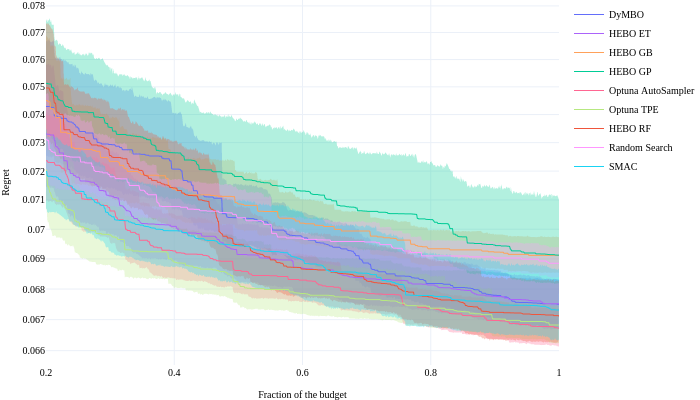 0.078
0.077
0.076
0.075
0.074
0.073
0.072
0.071
0.07
0.069
0.068
0.067
0.066
Regret
0.2
0.4
0.6
0.8
1
Fraction of the budget
DyMBO
HEBO ET
HEBO GB
HEBO GP
Optuna AutoSampler
Optuna TPE
HEBO RF
Random Search
SMAC